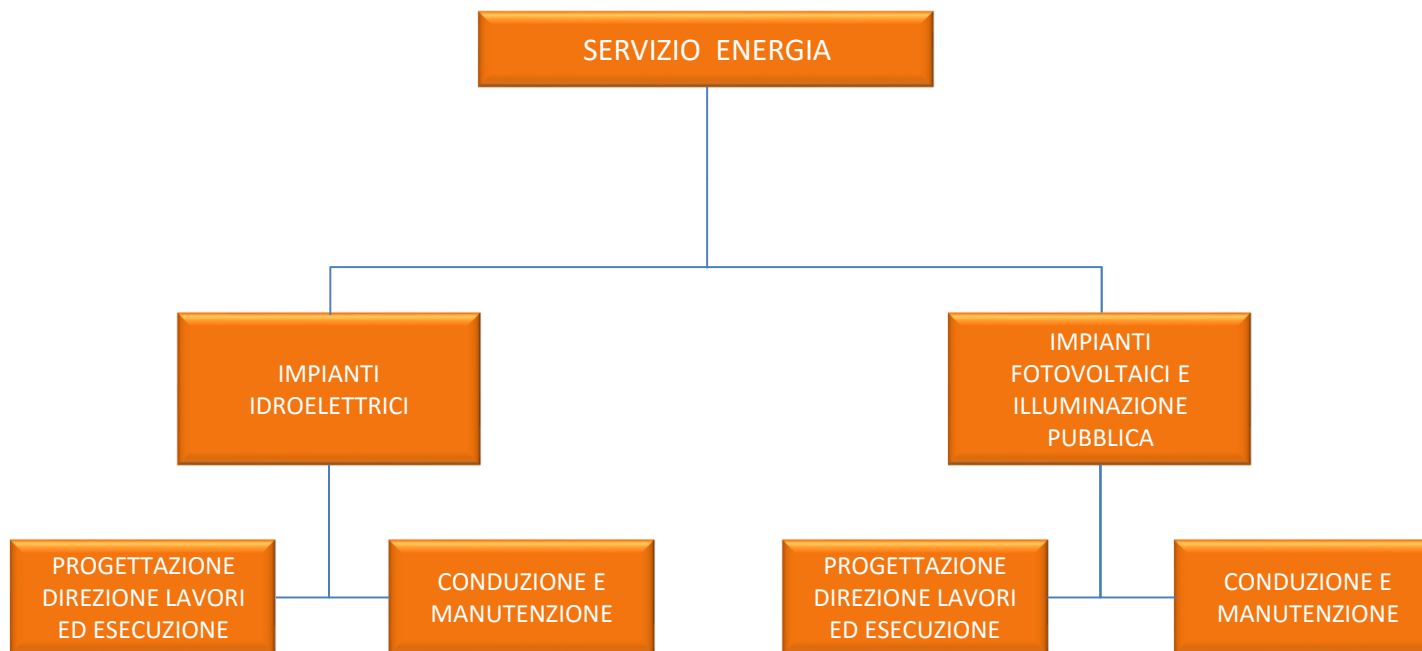 SERVIZIO ENERGIA
IMPIANTI
IDROELETTRICI
IMPIANTI
FOTOVOLTAICI E
ILLUMINAZIONE
PUBBLICA
PROGETTAZIONE
DIREZIONE LAVORI
ED ESECUZIONE
CONDUZIONE E
MANUTENZIONE
PROGETTAZIONE
DIREZIONE LAVORI
ED ESECUZIONE
CONDUZIONE E
MANUTENZIONE